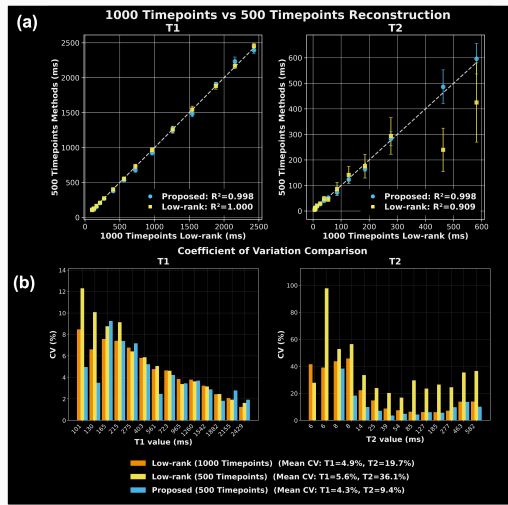 (a)
1000 Timepoints vs 500 Timepoints Reconstruction
T1
T2
500 Timepoints Methods (ms)
2500
2000
1500
1000
500
0
0 500 1000 1500 2000 2500
1000 Timepoints Low-rank (ms)
Proposed: R²=0.998
Low-rank: R²=1.000
500 Timepoints Methods (ms)
600
500
400
300
200
100
0
0 100 200 300 400 500 600
1000 Timepoints Low-rank (ms)
Proposed: R²=0.998
Low-rank: R²=0.909
Coefficient of Variation Comparison
(b)
T1
T2
CV (%)
14
12
10
8
6
4
2
0
101 130 165 215 275 403 561 723 965 1260 1542 1882 2155 2429
T1 value (ms)
CV (%)
100
80
60
40
20
0
6 6 8 8 14 25 39 54 85 127 185 277 463 582
T2 value (ms)
Low-rank (1000 Timepoints) (Mean CV: T1=4.9%, T2=19.7%)
Low-rank (500 Timepoints) (Mean CV: T1=5.6%, T2=36.1%)
Proposed (500 Timepoints) (Mean CV: T1=4.3%, T2=9.4%)